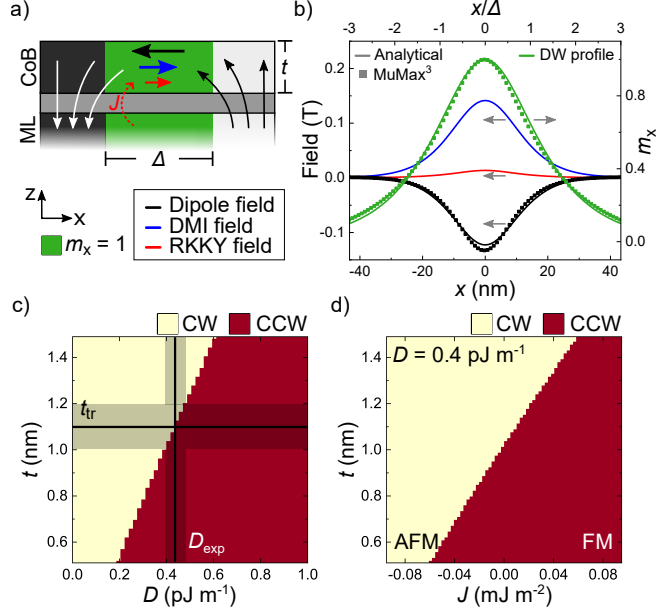 a)
CoB
t
J
ML
Δ
z
x
mx = 1
Dipole field
DMI field
RKKY field
b)
x/Δ
-3 -2 -1 0 1 2 3
Analytical
MuMax³
DW profile
Field (T)
0.2
0.1
0.0
-0.1
mx
1.0
0.4
0.0
-40 -20 0 20 40
x (nm)
c)
CW CCW
t (nm)
1.4
1.2
1.0
0.8
0.6
ttr
Dexp
0.0 0.2 0.4 0.6 0.8 1.0
D (pJ m⁻¹)
d)
CW CCW
D = 0.4 pJ m⁻¹
t (nm)
1.4
1.2
1.0
0.8
0.6
AFM FM
-0.08 -0.04 0.00 0.04 0.08
J (mJ m⁻²)